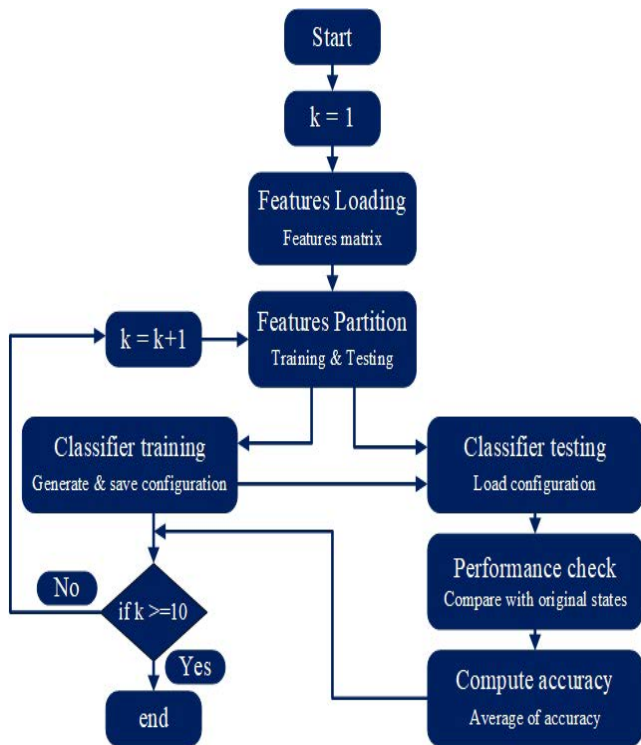 Start
k = 1
Features Loading
Features matrix
Features Partition
Training & Testing
k = k+1
Classifier training
Generate & save configuration
Classifier testing
Load configuration
Performance check
Compare with original states
Compute accuracy
Average of accuracy
No
if k >=10
Yes
end